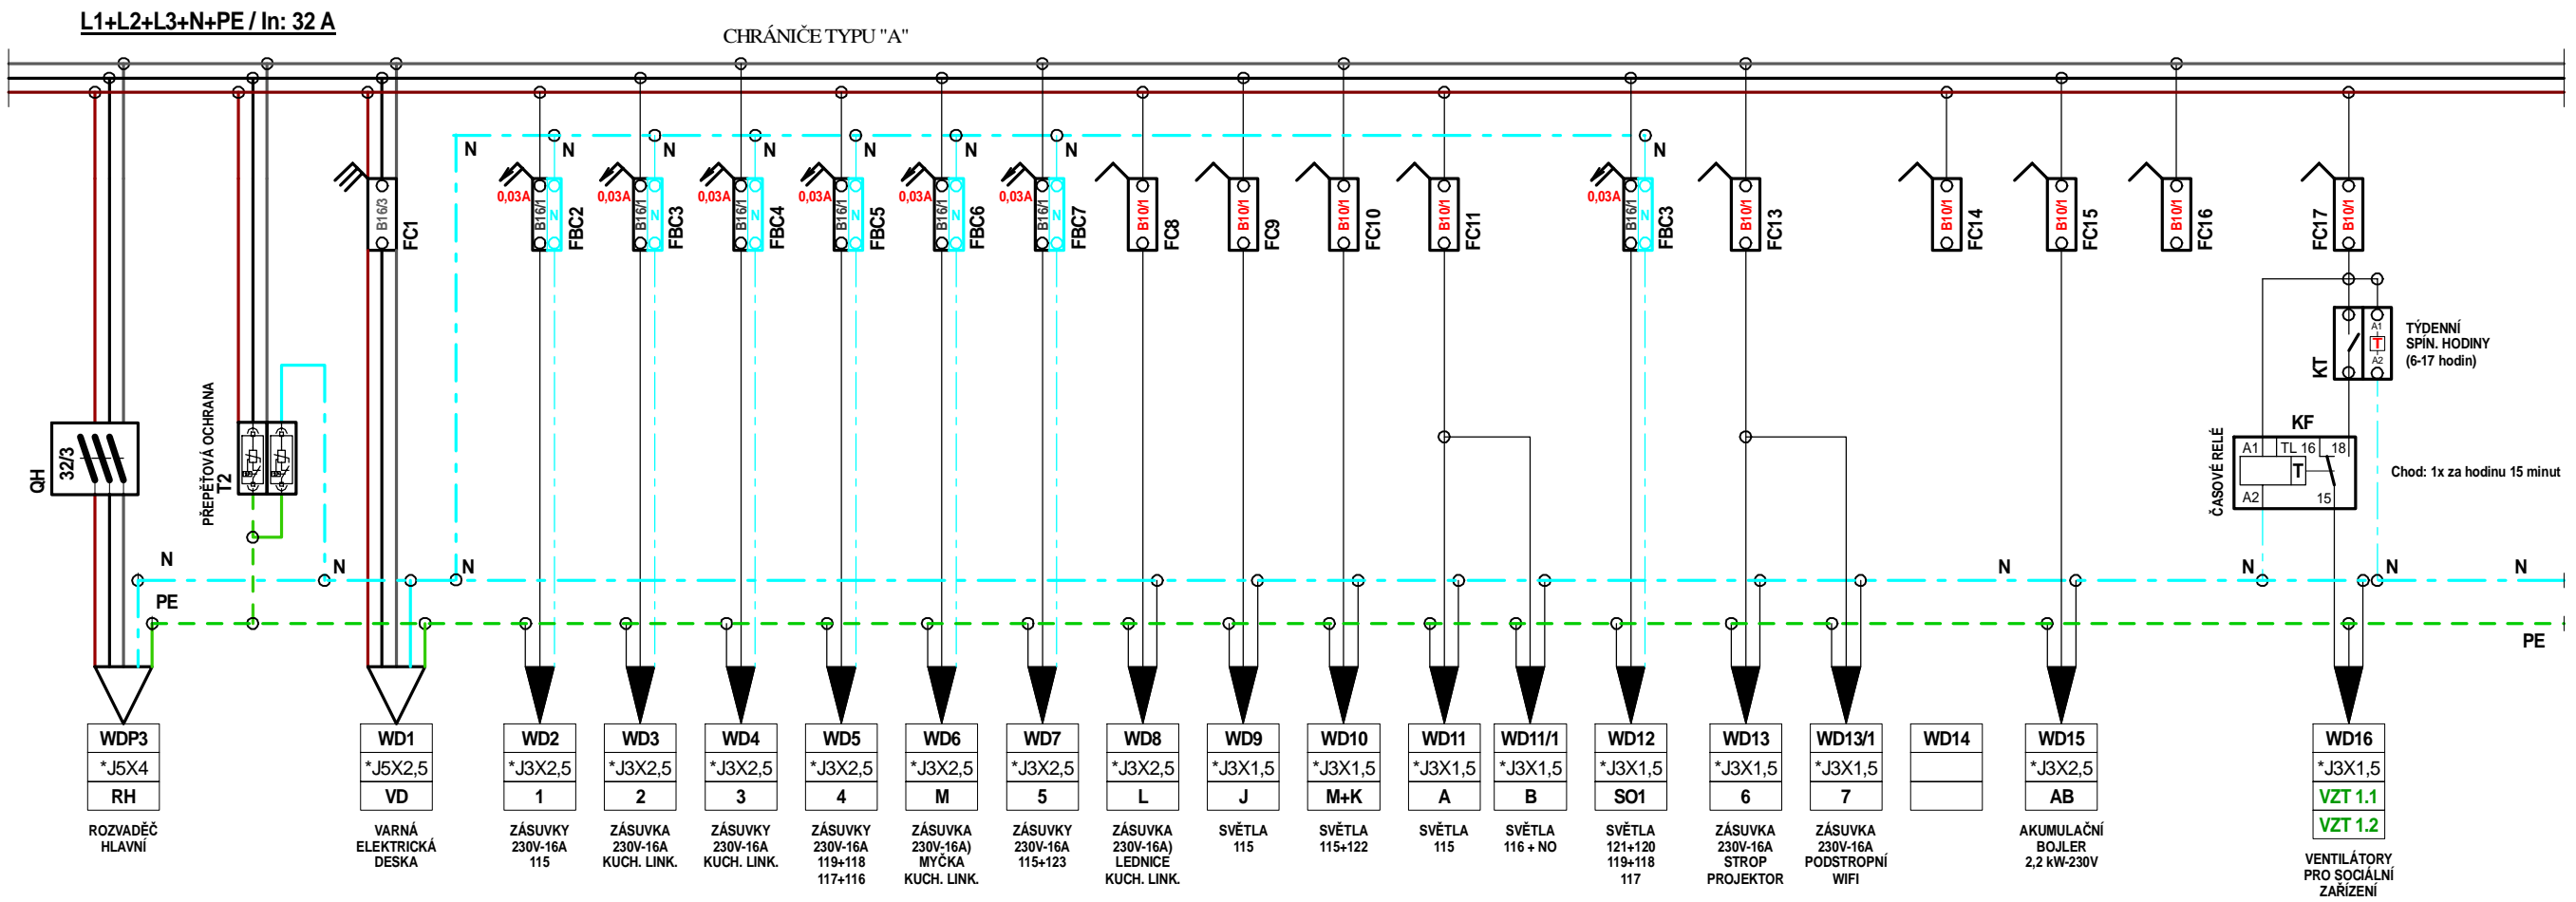 L1+L2+L3+N+PE / In: 32 A
CHRÁNIČE TYPU "A"
N
N
N
N
N
N
N
N
0,03A
0,03A
0,03A
0,03A
0,03A
0,03A
0,03A
B16/3
FC1
B16/1
N
FBC2
B16/1
N
FBC3
B16/1
N
FBC4
B16/1
N
FBC5
B16/1
N
FBC6
B16/1
N
FBC7
B10/1
FC8
B10/1
FC9
B10/1
FC10
B10/1
FC11
B16/1
N
FBC3
B10/1
FC13
B10/1
FC14
B10/1
FC15
B10/1
FC16
FC17
B10/1
KT
A1
T
A2
TÝDENNÍ
SPÍN. HODINY
(6-17 hodin)
QH
32/3
PŘEPĚŤOVÁ OCHRANA
T2
ČASOVÉ RELÉ
KF
A1
TL 16
18
T
A2
15
Chod: 1x za hodinu 15 minut
N
N
N
N
N
N
N
PE
PE
WDP3
*J5X4
RH
ROZVADĚČ
HLAVNÍ
WD1
*J5X2,5
VD
VARNÁ
ELEKTRICKÁ
DESKA
WD2
*J3X2,5
1
ZÁSUVKY
230V-16A
115
WD3
*J3X2,5
2
ZÁSUVKA
230V-16A
KUCH. LINK.
WD4
*J3X2,5
3
ZÁSUVKY
230V-16A
KUCH. LINK.
WD5
*J3X2,5
4
ZÁSUVKY
230V-16A
119+118
117+116
WD6
*J3X2,5
M
ZÁSUVKA
230V-16A)
MYČKA
KUCH. LINK.
WD7
*J3X2,5
5
ZÁSUVKY
230V-16A
115+123
WD8
*J3X2,5
L
ZÁSUVKA
230V-16A)
LEDNICE
KUCH. LINK.
WD9
*J3X1,5
J
SVĚTLA
115
WD10
*J3X1,5
M+K
SVĚTLA
115+122
WD11
*J3X1,5
A
SVĚTLA
115
WD11/1
*J3X1,5
B
SVĚTLA
116 + NO
WD12
*J3X1,5
SO1
SVĚTLA
121+120
119+118
117
WD13
*J3X1,5
6
ZÁSUVKA
230V-16A
STROP
PROJEKTOR
WD13/1
*J3X1,5
7
ZÁSUVKA
230V-16A
PODSTROPNÍ
WIFI
WD14
WD15
*J3X2,5
AB
AKUMULAČNÍ
BOJLER
2,2 kW-230V
WD16
*J3X1,5
VZT 1.1
VZT 1.2
VENTILÁTORY
PRO SOCIÁLNÍ
ZAŘÍZENÍ